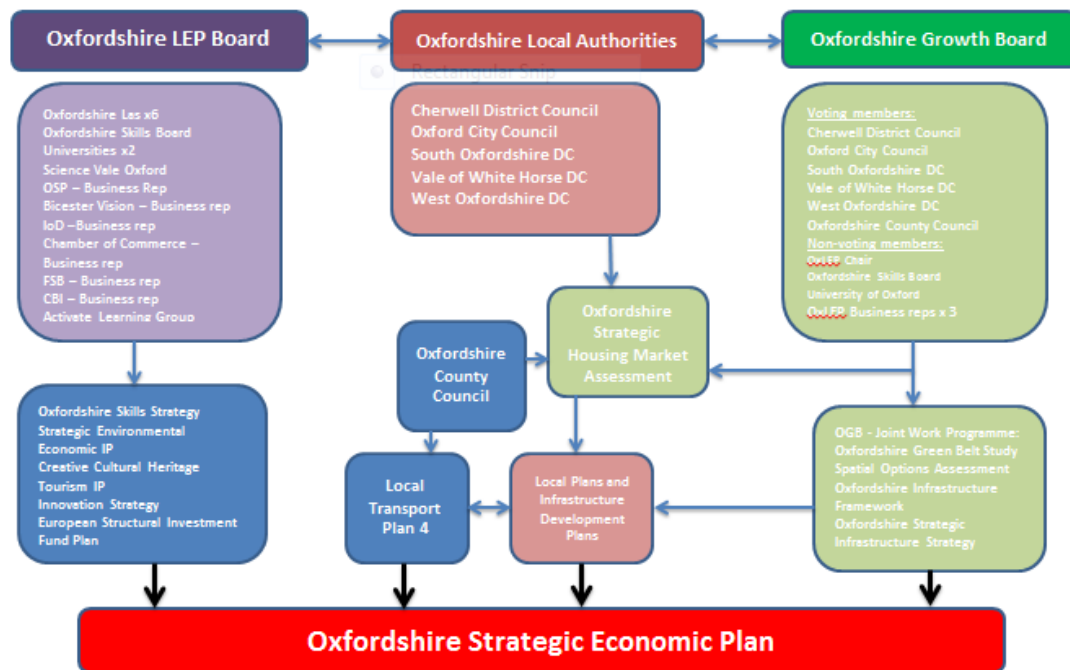 Oxfordshire LEP Board
Oxfordshire Local Authorities
Oxfordshire Growth Board
Rectangular Snip
Oxfordshire Las x6
Oxfordshire Skills Board
Universities x2
Science Vale Oxford
OSP – Business Rep
Bicester Vision – Business rep
IoD –Business rep
Chamber of Commerce –
Business rep
FSB – Business rep
CBI – Business rep
Activate Learning Group
Cherwell District Council
Oxford City Council
South Oxfordshire DC
Vale of White Horse DC
West Oxfordshire DC
Voting members:
Cherwell District Council
Oxford City Council
South Oxfordshire DC
Vale of White Horse DC
West Oxfordshire DC
Oxfordshire County Council
Non-voting members:
OxLEP Chair
Oxfordshire Skills Board
University of Oxford
OxLEP Business reps x 3
Oxfordshire
Strategic
Housing Market
Assessment
Oxfordshire
County
Council
Oxfordshire Skills Strategy
Strategic Environmental
Economic IP
Creative Cultural Heritage
Tourism IP
Innovation Strategy
European Structural Investment
Fund Plan
Local
Transport
Plan 4
Local Plans and
Infrastructure
Development
Plans
OGB - Joint Work Programme:
Oxfordshire Green Belt Study
Spatial Options Assessment
Oxfordshire Infrastructure
Framework
Oxfordshire Strategic
Infrastructure Strategy
Oxfordshire Strategic Economic Plan